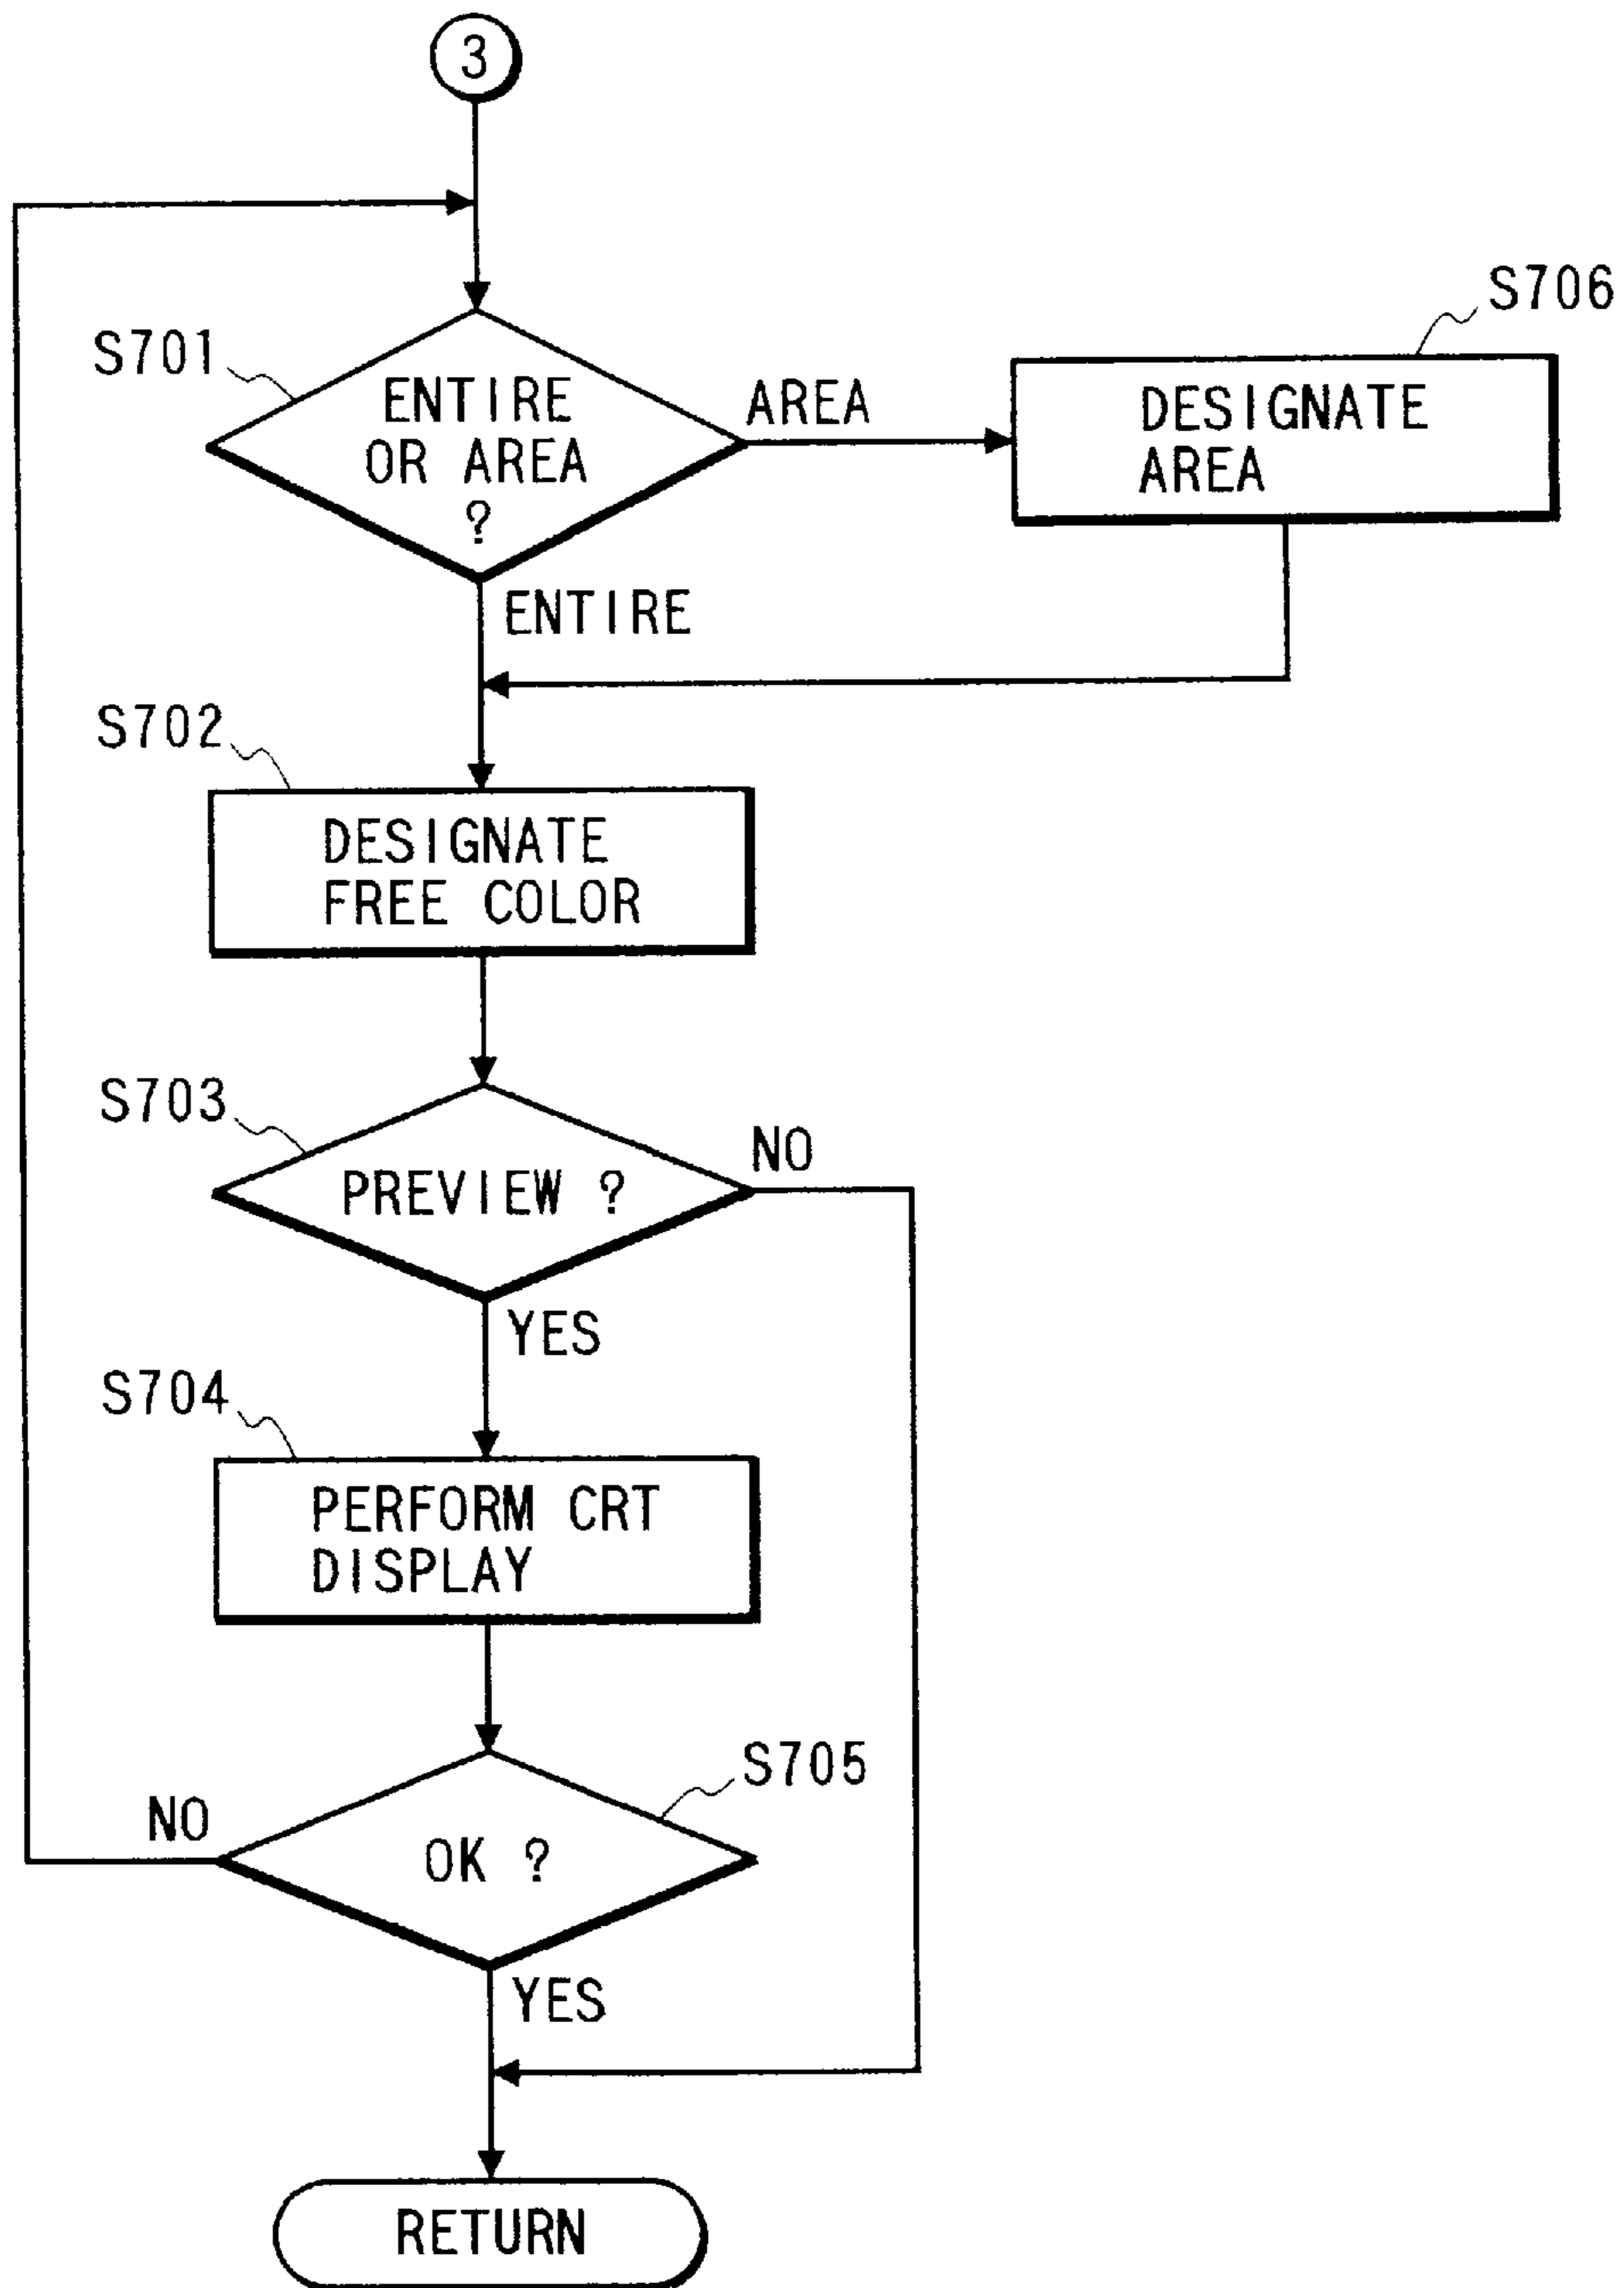 3
S701
ENTIRE
OR AREA
?
AREA
S706
DESIGNATE
AREA
ENTIRE
S702
DESIGNATE
FREE COLOR
S703
PREVIEW ?
NO
YES
S704
PERFORM CRT
DISPLAY
S705
NO
OK ?
YES
RETURN